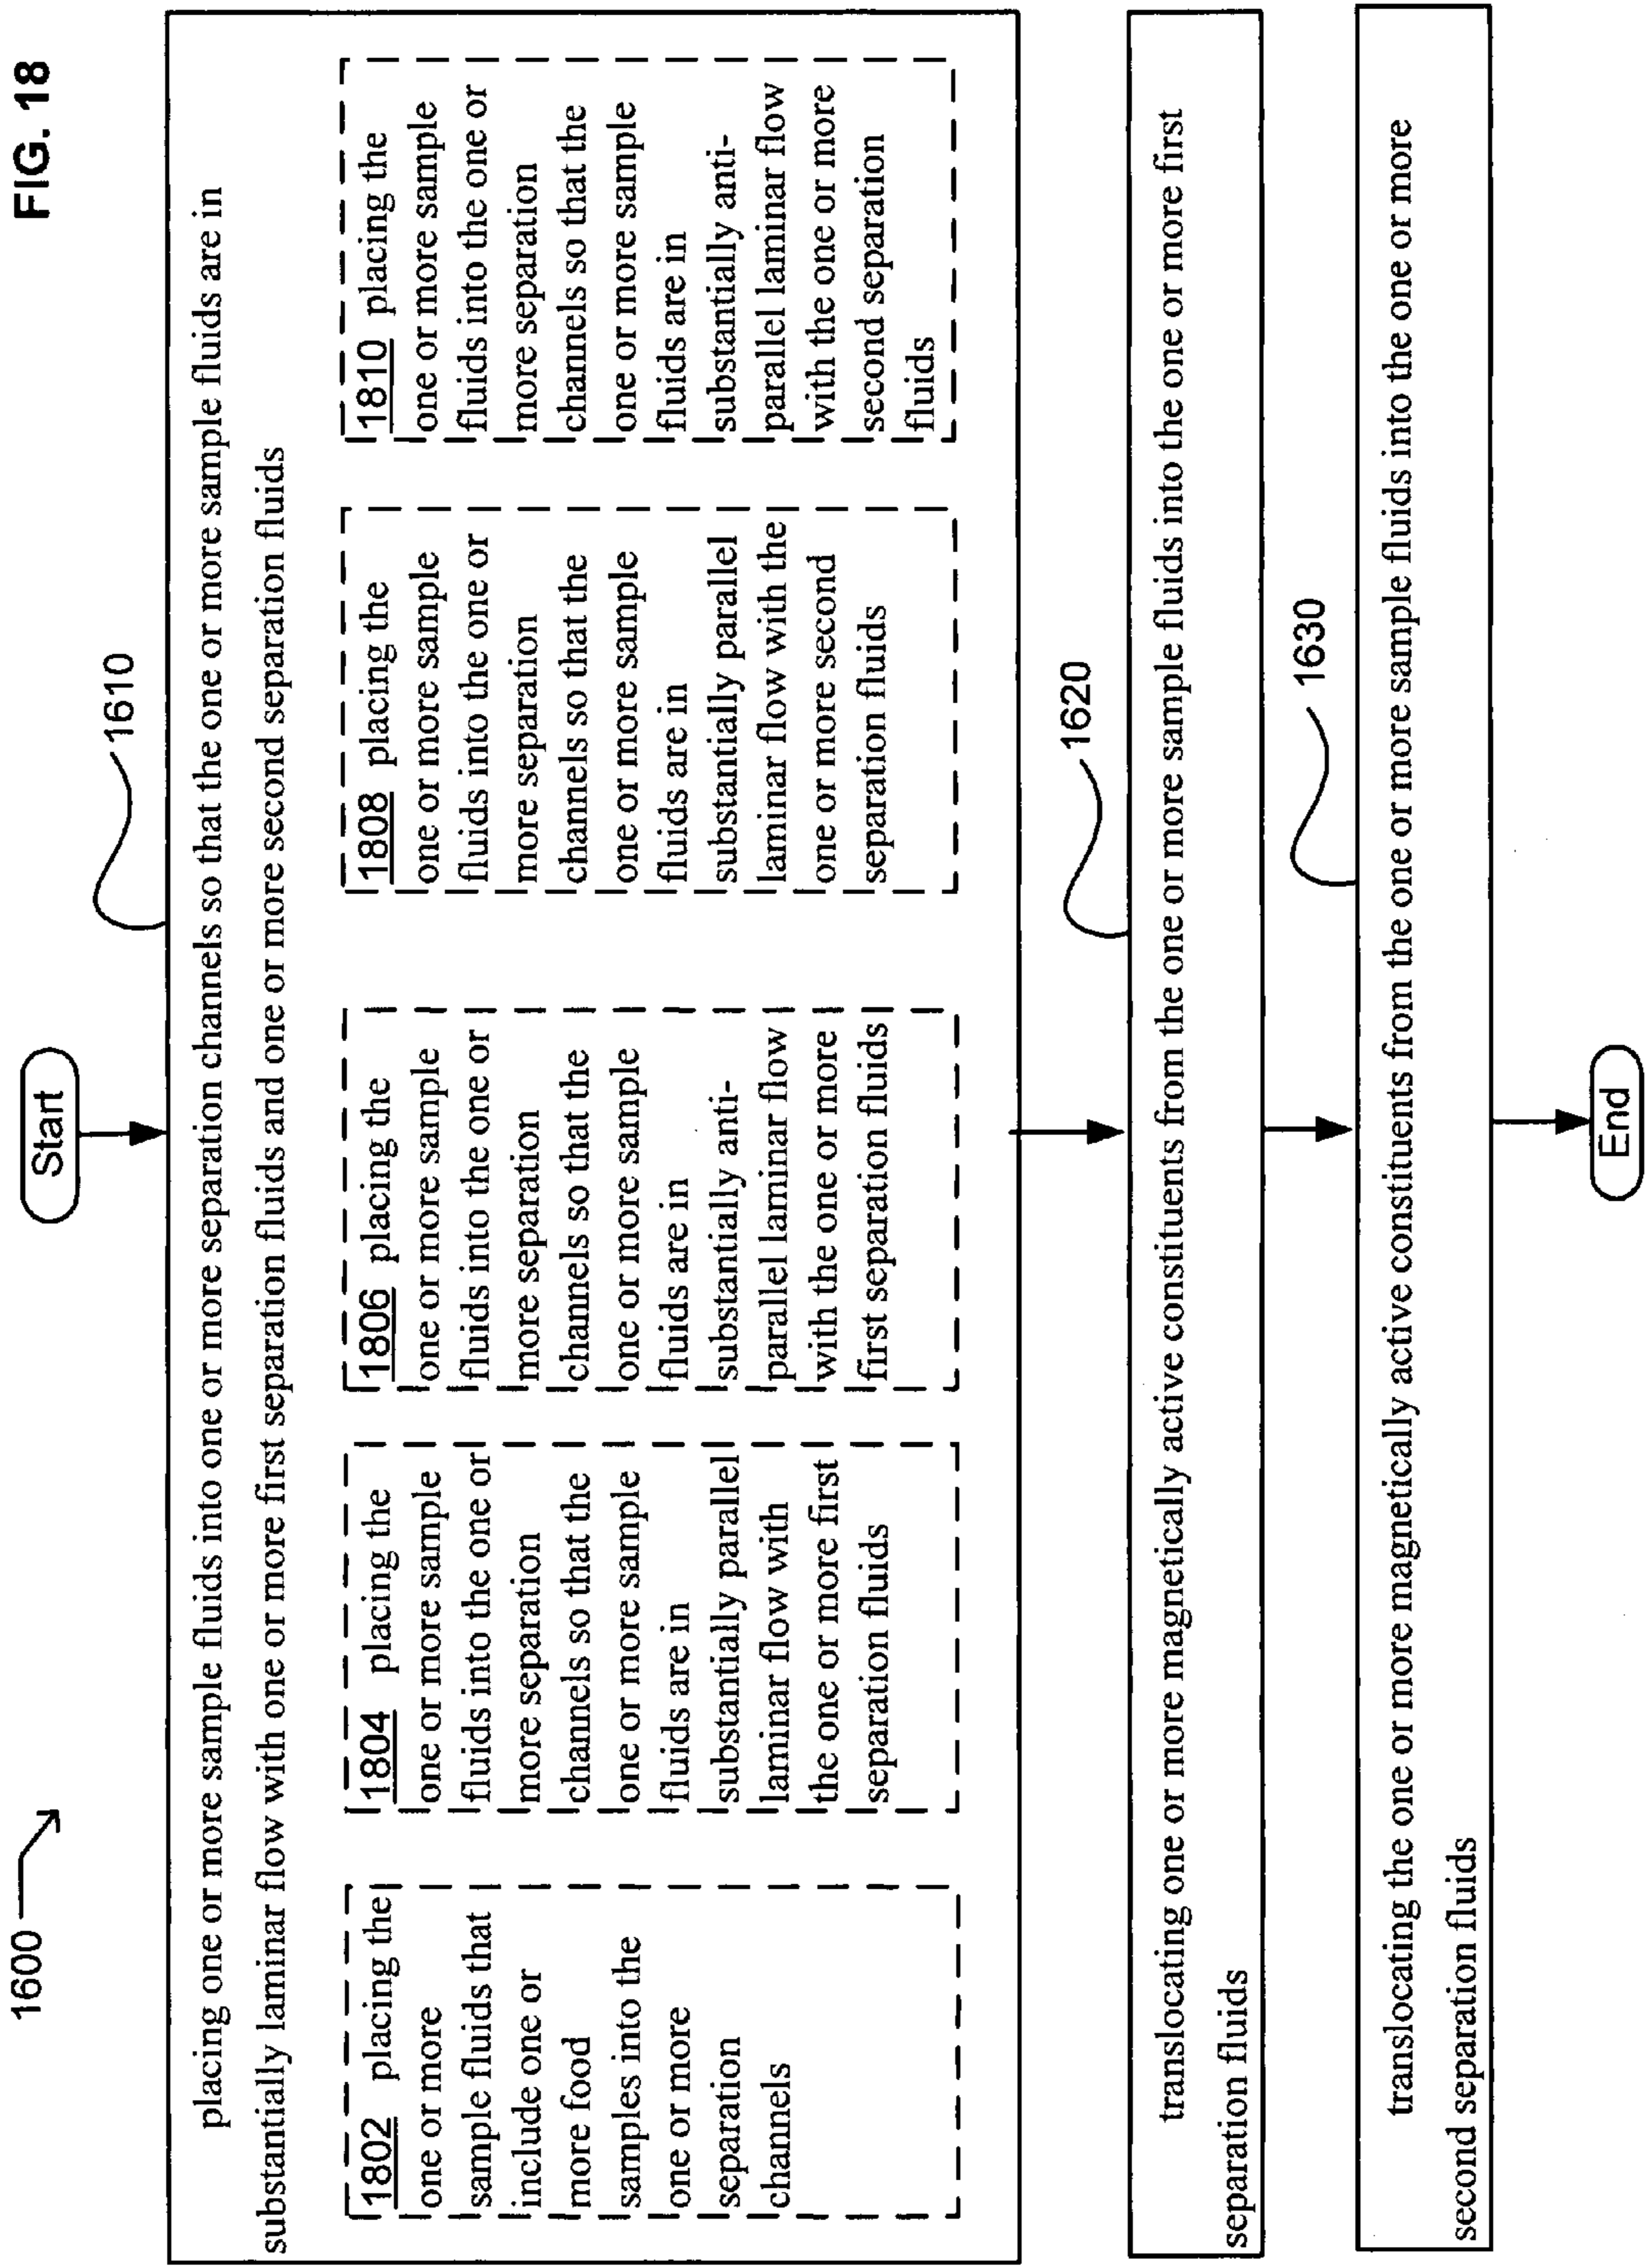 FIG. 18
1600
Start
1610
placing one or more sample fluids into one or more separation channels so that the one or more sample fluids are in
substantially laminar flow with one or more first separation fluids and one or more second separation fluids
1802 placing the
one or more
sample fluids that
include one or
more food
samples into the
one or more
separation
channels
1804 placing the
one or more sample
fluids into the one or
more separation
channels so that the
one or more sample
fluids are in
substantially parallel
laminar flow with
the one or more first
separation fluids
1806 placing the
one or more sample
fluids into the one or
more separation
channels so that the
one or more sample
fluids are in
substantially anti-
parallel laminar flow
with the one or more
first separation fluids
1808 placing the
one or more sample
fluids into the one or
more separation
channels so that the
one or more sample
fluids are in
substantially parallel
laminar flow with the
one or more second
separation fluids
1810 placing the
one or more sample
fluids into the one or
more separation
channels so that the
one or more sample
fluids are in
substantially anti-
parallel laminar flow
with the one or more
second separation
fluids
1620
translocating one or more magnetically active constituents from the one or more sample fluids into the one or more first
separation fluids
1630
translocating the one or more magnetically active constituents from the one or more sample fluids into the one or more
second separation fluids
End